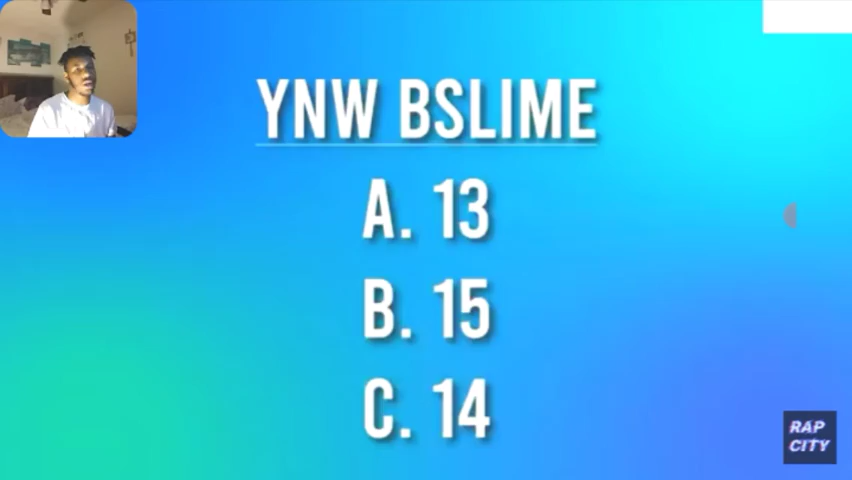 YNW BSLIME
A. 13
B. 15
C. 14
RAP
CITY